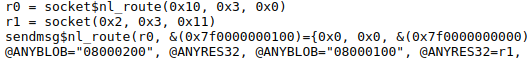 r0 = socket$nl_route(0x10, 0x3, 0x0)
r1 = socket(0x2, 0x3, 0x11)
sendmsg$nl_route(r0, &(0x7f0000000100)={0x0, 0x0, &(0x7f0000000000)
@ANYBLOB="08000200", @ANYRES32, @ANYBLOB="08000100", @ANYRES32=r1,